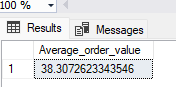 100 %
Results Messages
Average_order_value
1 38.3072623343546